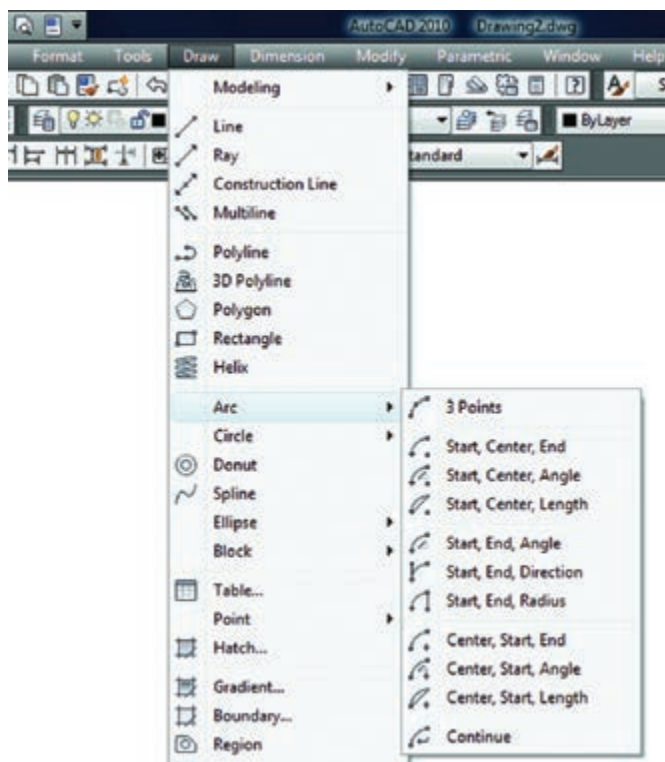 AutoCAD 2010 Drawing2.dwg
Format Tools Draw Dimension Modify Parametric Window Help
ByLayer
tandard
Modeling
Line
Ray
Construction Line
Multiline
Polyline
3D Polyline
Polygon
Rectangle
Helix
Arc
Circle
Donut
Spline
Ellipse
Block
Table...
Point
Hatch...
Gradient...
Boundary...
Region
3 Points
Start, Center, End
Start, Center, Angle
Start, Center, Length
Start, End, Angle
Start, End, Direction
Start, End, Radius
Center, Start, End
Center, Start, Angle
Center, Start, Length
Continue